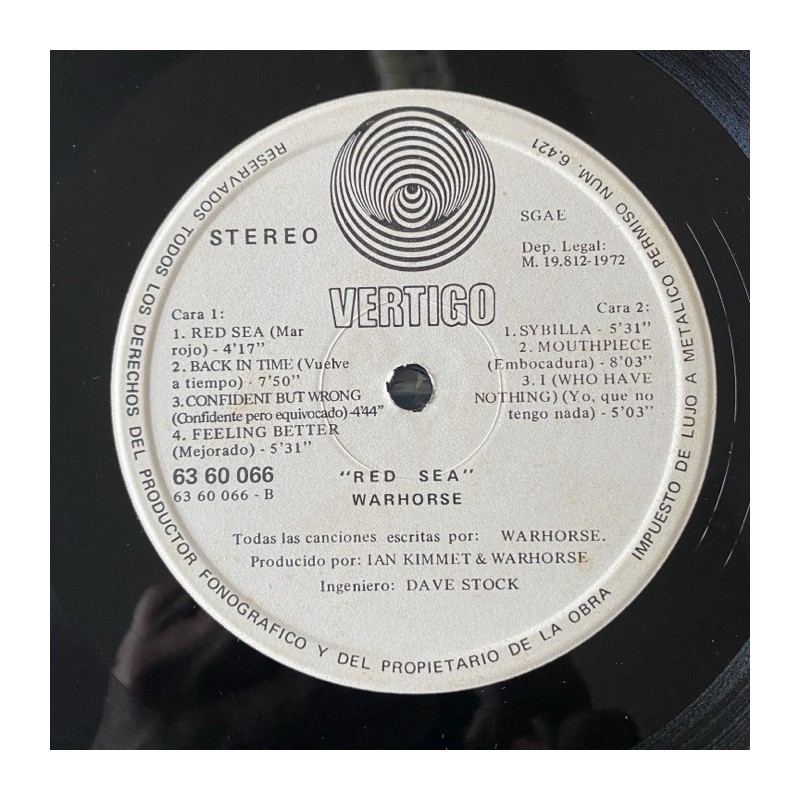 RESERVADOS TODOS LOS DERECHOS DEL PRODUCTOR FONOGRAFICO Y DEL PROPIETARIO DE LA OBRA
IMPUESTO DE LUJO A METALICO PERMISO NUM. 6.421
STEREO
SGAE
Dep. Legal:
M. 19.812-1972
VERTIGO
Cara 1:
1. RED SEA (Mar
rojo) - 4'17"
2. BACK IN TIME (Vuelve
a tiempo) - 7'50"
3. CONFIDENT BUT WRONG
(Confidente pero equivocado) -4'44"
4. FEELING BETTER
(Mejorado) - 5'31"
Cara 2:
1. SYBILLA - 5'31"
2. MOUTHPIECE
(Embocadura) - 8'03"
3. I (WHO HAVE
NOTHING) (Yo, que no
tengo nada) - 5'03"
63 60 066
63 60 066 - B
"RED SEA"
WARHORSE
Todas las canciones escritas por: WARHORSE.
Producido por: IAN KIMMET & WARHORSE
Ingeniero: DAVE STOCK